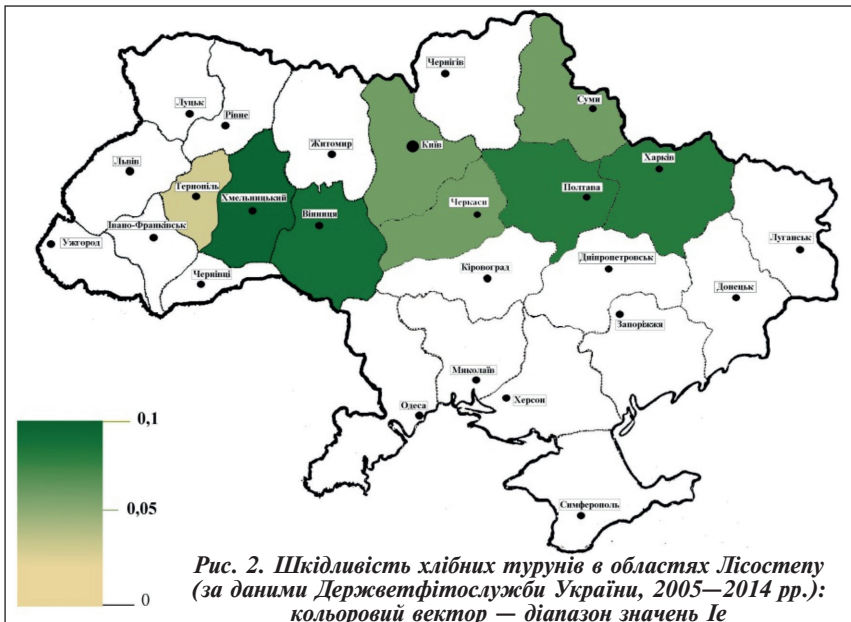 Чернігів
Суми
Луцьк
Рівне
Житомир
Київ
Львів
Харків
Тернопіль
Хмельницький
Полтава
Черкаси
Вінниця
Івано-Франківськ
Ужгород
Луганськ
Чернівці
Кіровоград
Дніпропетровськ
Донецьк
Запоріжжя
Миколаїв
Херсон
Одеса
Симферополь
0,1
0,05
0
Рис. 2. Шкідливість хлібних турунів в областях Лісостепу
(за даними Держветфітослужби України, 2005—2014 рр.):
кольоровий вектор — діапазон значень Іе